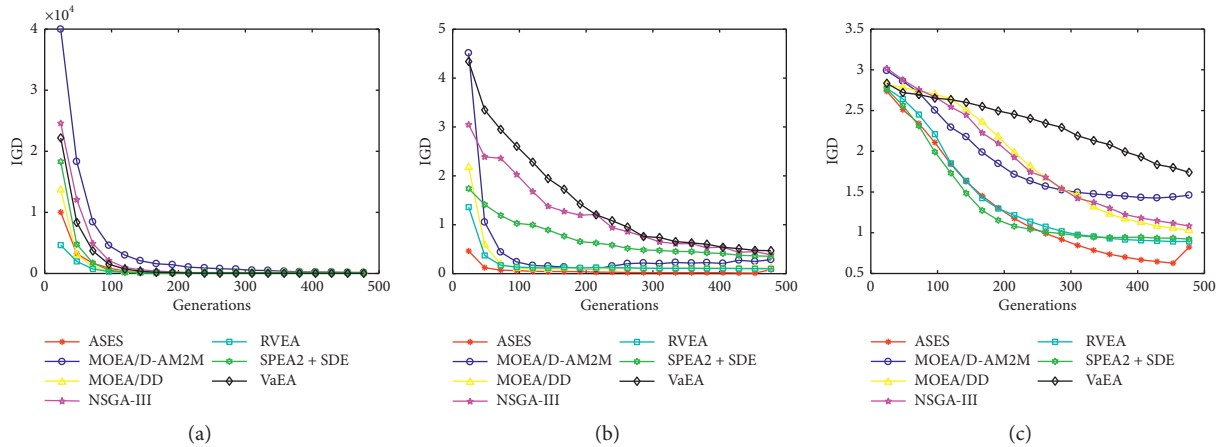 ×10⁴
4
3
2
1
0
IGD
0 100 200 300 400 500
Generations
ASES
MOEA/D-AM2M
MOEA/DD
NSGA-III
RVEA
SPEA2 + SDE
VaEA
(a)
5
4
3
2
1
0
IGD
0 100 200 300 400 500
Generations
ASES
MOEA/D-AM2M
MOEA/DD
NSGA-III
RVEA
SPEA2 + SDE
VaEA
(b)
3.5
3
2.5
2
1.5
1
0.5
IGD
0 100 200 300 400 500
Generations
ASES
MOEA/D-AM2M
MOEA/DD
NSGA-III
RVEA
SPEA2 + SDE
VaEA
(c)